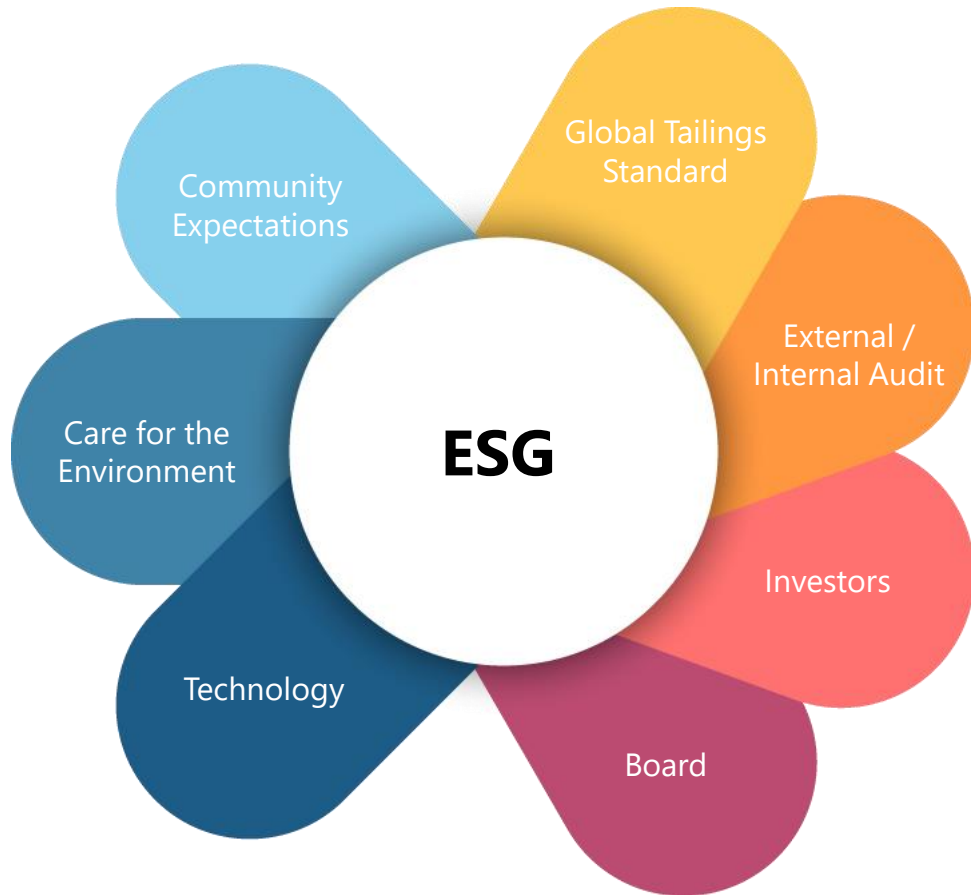 Global Tailings
Standard
Community
Expectations
External /
Internal Audit
Care for the
Environment
ESG
Investors
Technology
Board